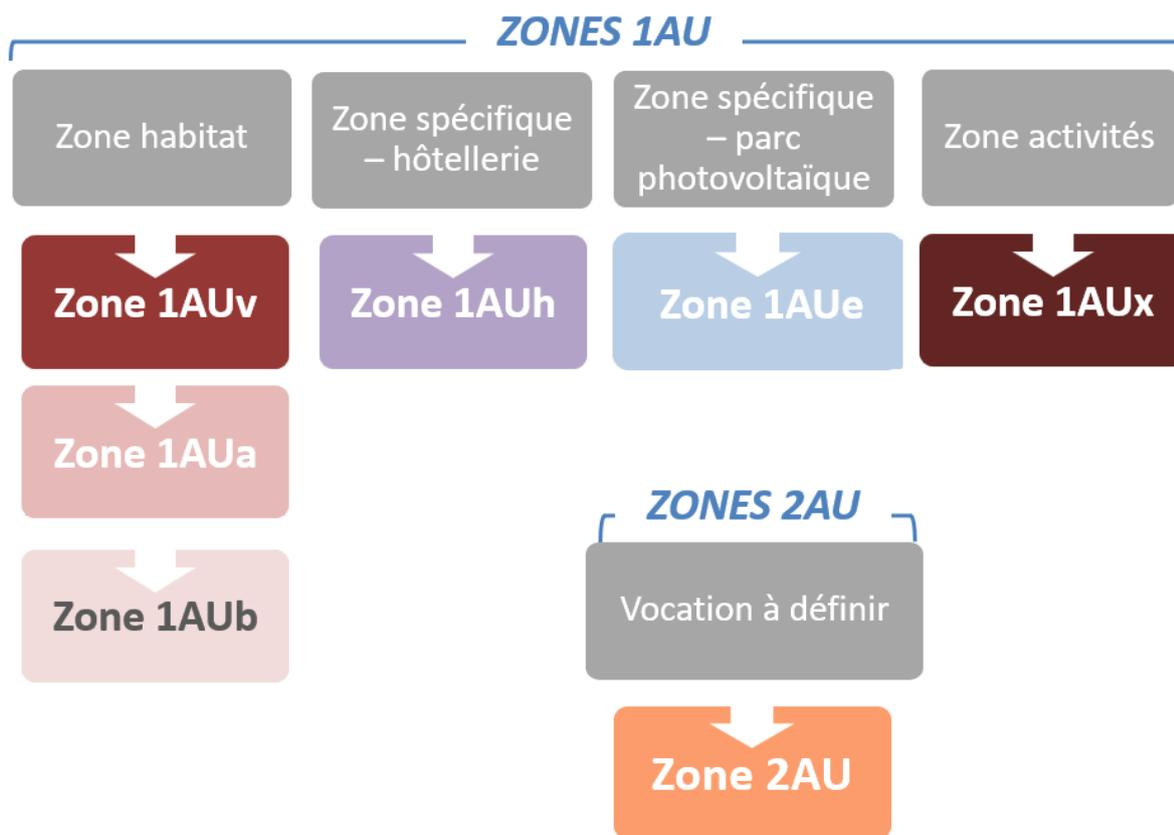 ZONES 1AU
Zone habitat
Zone spécifique
– hôtellerie
Zone spécifique
– parc
photovoltaïque
Zone activités
Zone 1AUv
Zone 1AUh
Zone 1AUe
Zone 1AUx
Zone 1AUa
Zone 1AUb
ZONES 2AU
Vocation à définir
Zone 2AU